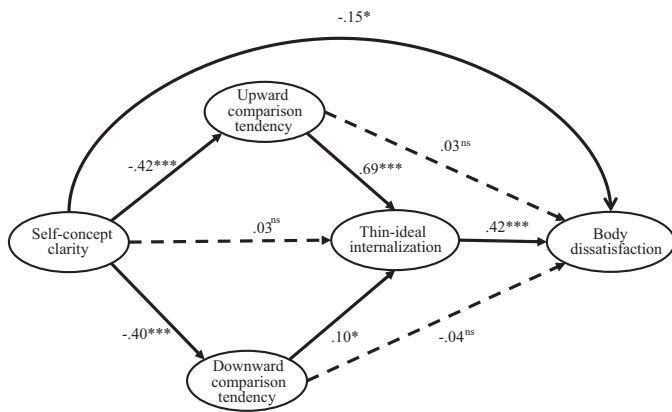 -.15*
Upward
comparison
tendency
-.42***
.03ns
.69***
Self-concept
clarity
.03ns
Thin-ideal
internalization
.42***
Body
dissatisfaction
-.40***
.10*
-.04ns
Downward
comparison
tendency